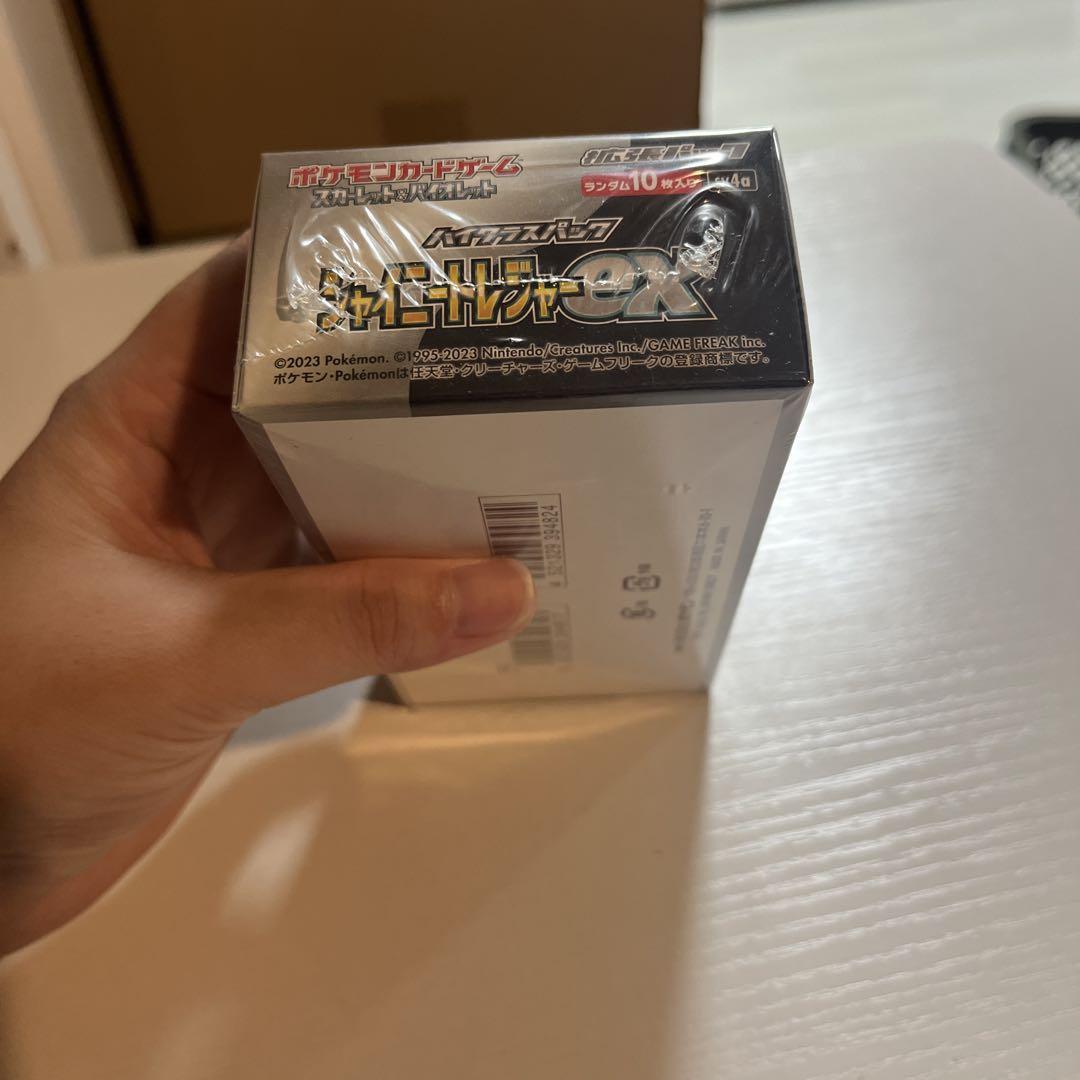 ポケモンカードゲーム
スカーレット&バイオレット
拡張パック
ランダム10枚入り sv4a
ハイクラスパック
シャイニートレジャーex
©2023 Pokémon. ©1995-2023 Nintendo/Creatures Inc./GAME FREAK inc.
ポケモン・Pokémonは任天堂・クリーチャーズ・ゲームフリークの登録商標です。
4 521329 394824